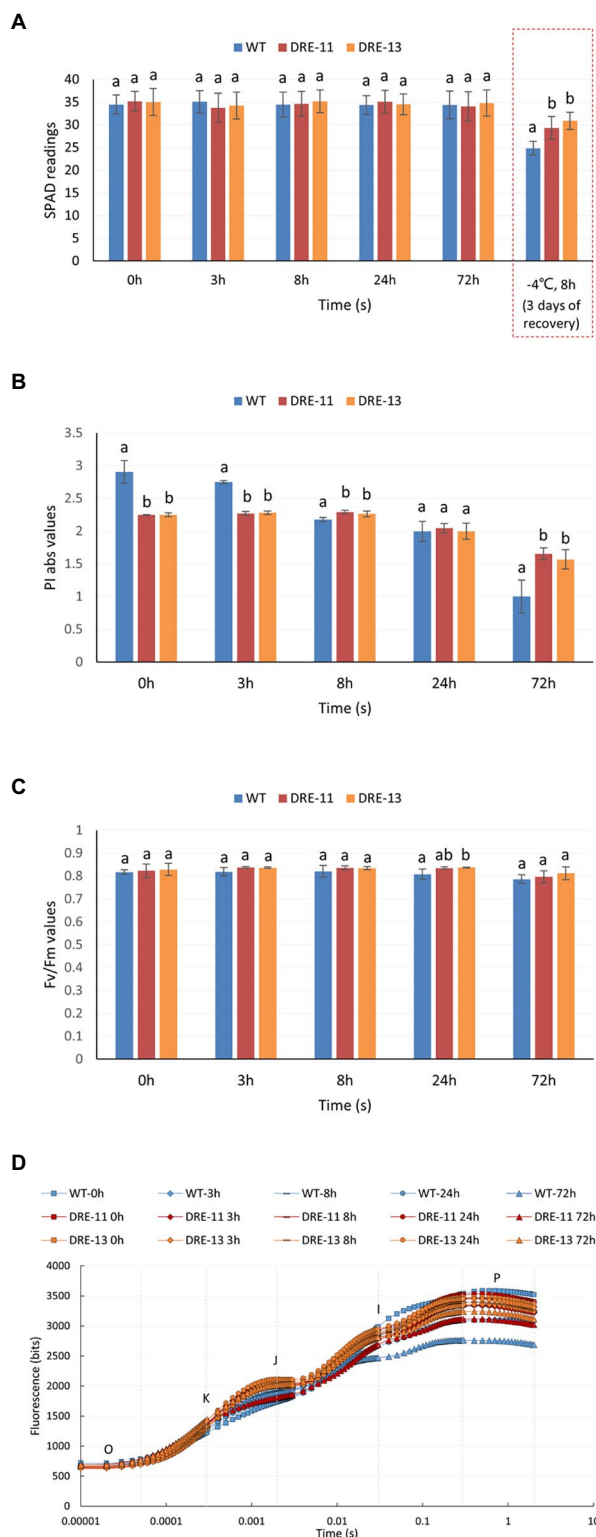 A
WT DRE-11 DRE-13
a a a a a a a a a a a a a a a a b b
40
35
30
25
20
15
10
5
0
SPAD readings
0h 3h 8h 24h 72h -4℃, 8h
(3 days of
recovery)
Time (s)
B
WT DRE-11 DRE-13
a b b a b b a b b a a a a b b
3.5
3
2.5
2
1.5
1
0.5
0
PI abs values
0h 3h 8h 24h 72h
Time (s)
C
WT DRE-11 DRE-13
a a a a a a a a a a ab b a a a
1
0.9
0.8
0.7
0.6
0.5
0.4
0.3
0.2
0.1
0
Fv/Fm values
0h 3h 8h 24h 72h
Time (s)
D
WT-0h WT-3h WT-8h WT-24h WT-72h
DRE-11 0h DRE-11 3h DRE-11 8h DRE-11 24h DRE-11 72h
DRE-13 0h DRE-13 3h DRE-13 8h DRE-13 24h DRE-13 72h
4000
3500
3000
2500
2000
1500
1000
500
0
Fluorescence (bits)
O K J I P
0.00001 0.0001 0.001 0.01 0.1 1 10
Time (s)